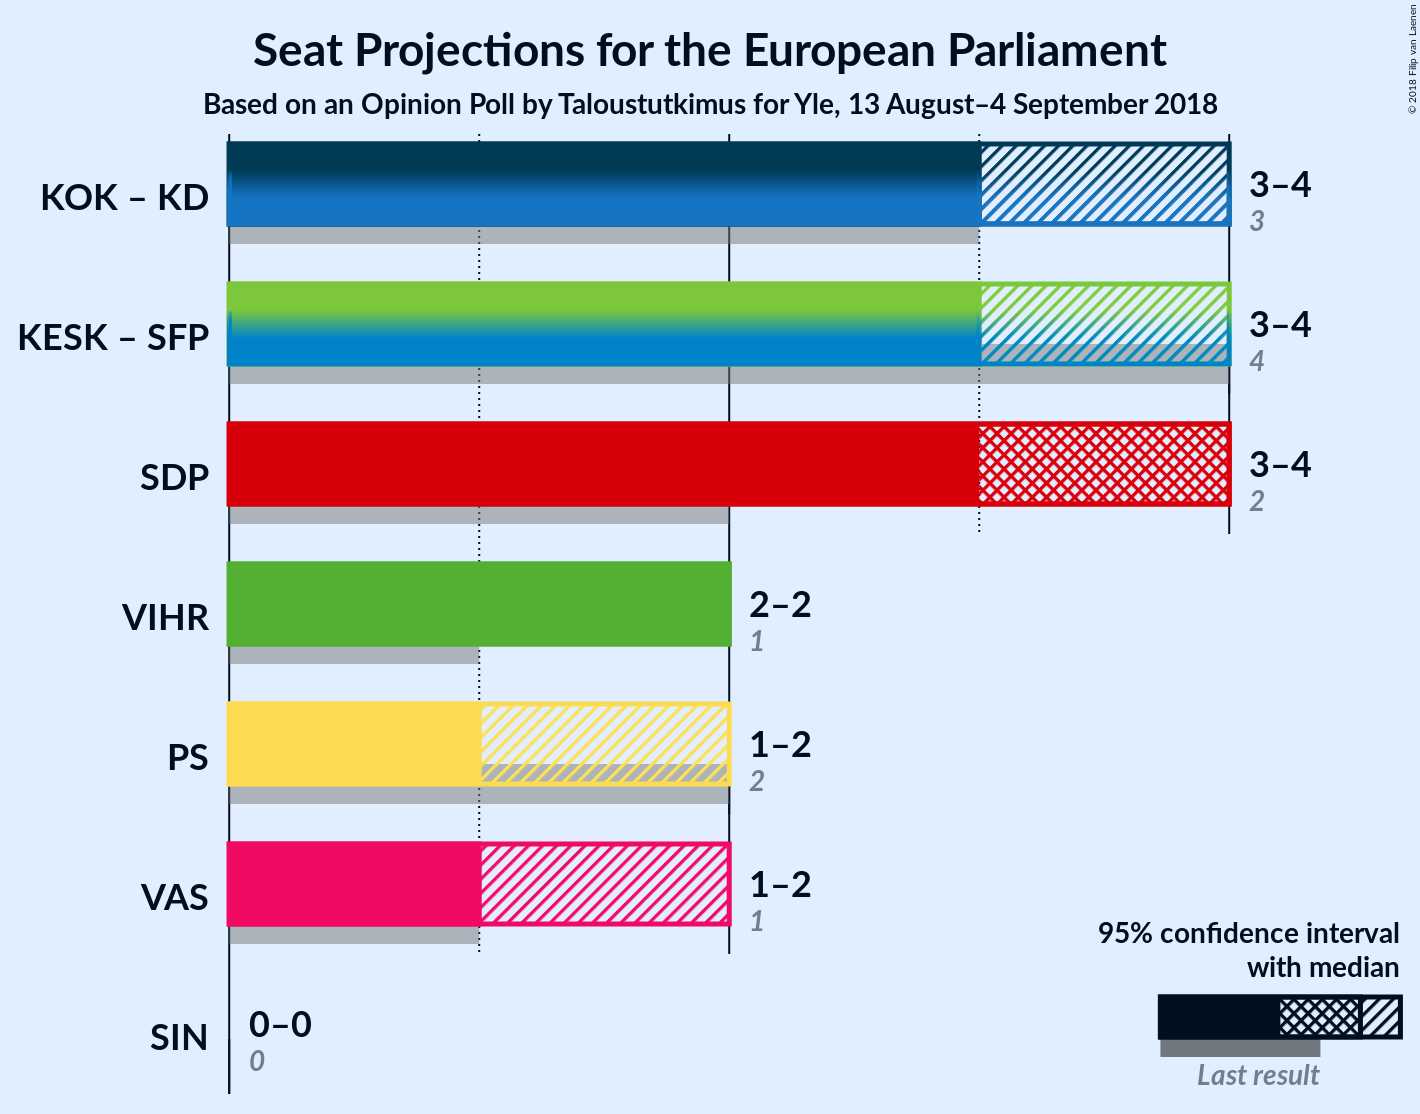 Seat Projections for the European Parliament
Based on an Opinion Poll by Taloustutkimus for Yle, 13 August–4 September 2018
© 2018 Filip van Laenen
KOK – KD
3–4
3
KESK – SFP
3–4
4
SDP
3–4
2
VIHR
2–2
1
PS
1–2
2
VAS
1–2
1
SIN
0–0
0
95% confidence interval
with median
Last result